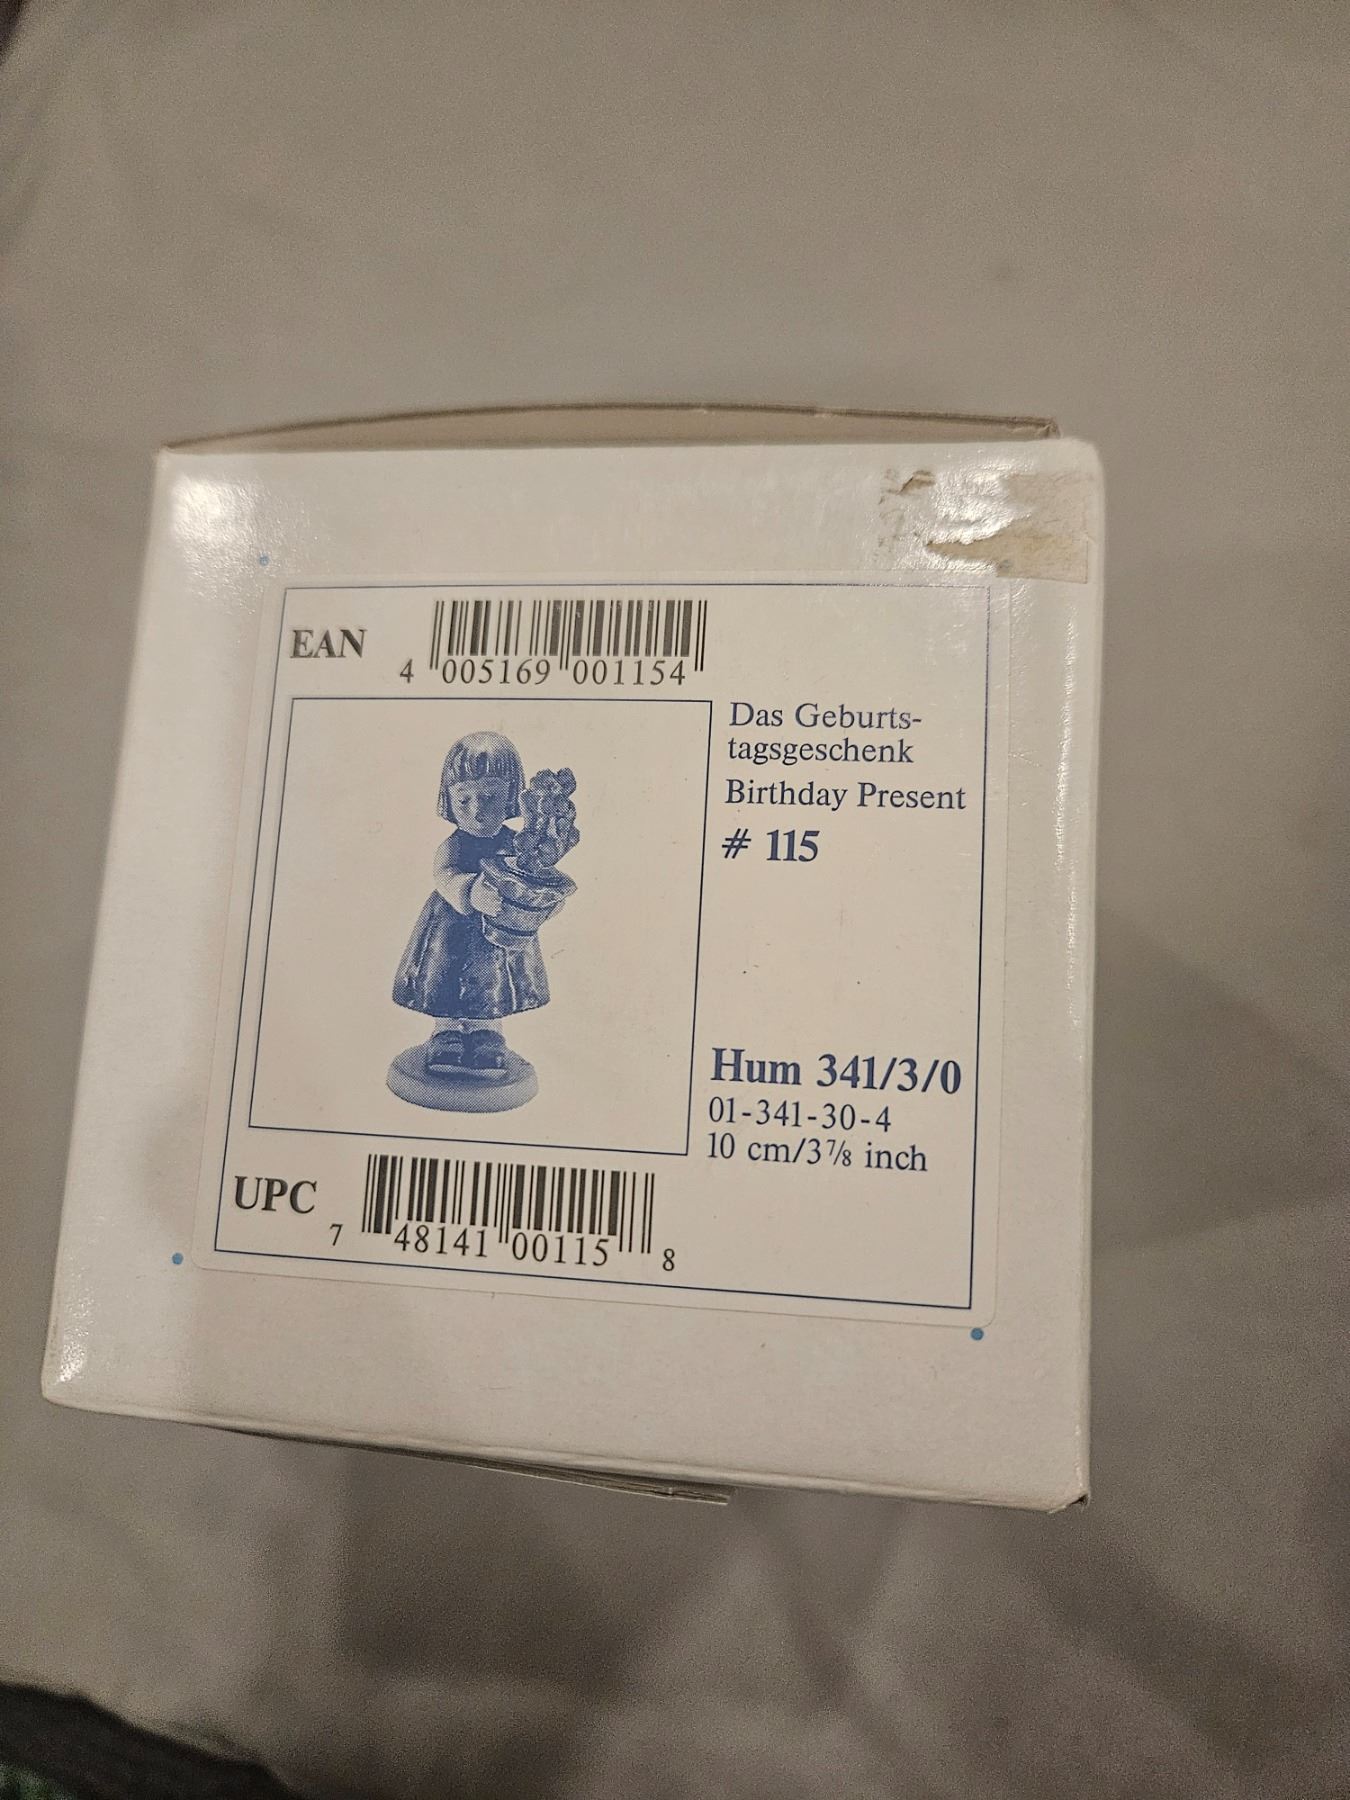 EAN
4 005169 001154
Das Geburts-
tagsgeschenk
Birthday Present
# 115
Hum 341/3/0
01-341-30-4
10 cm/3⅞ inch
UPC
7 48141 00115 8